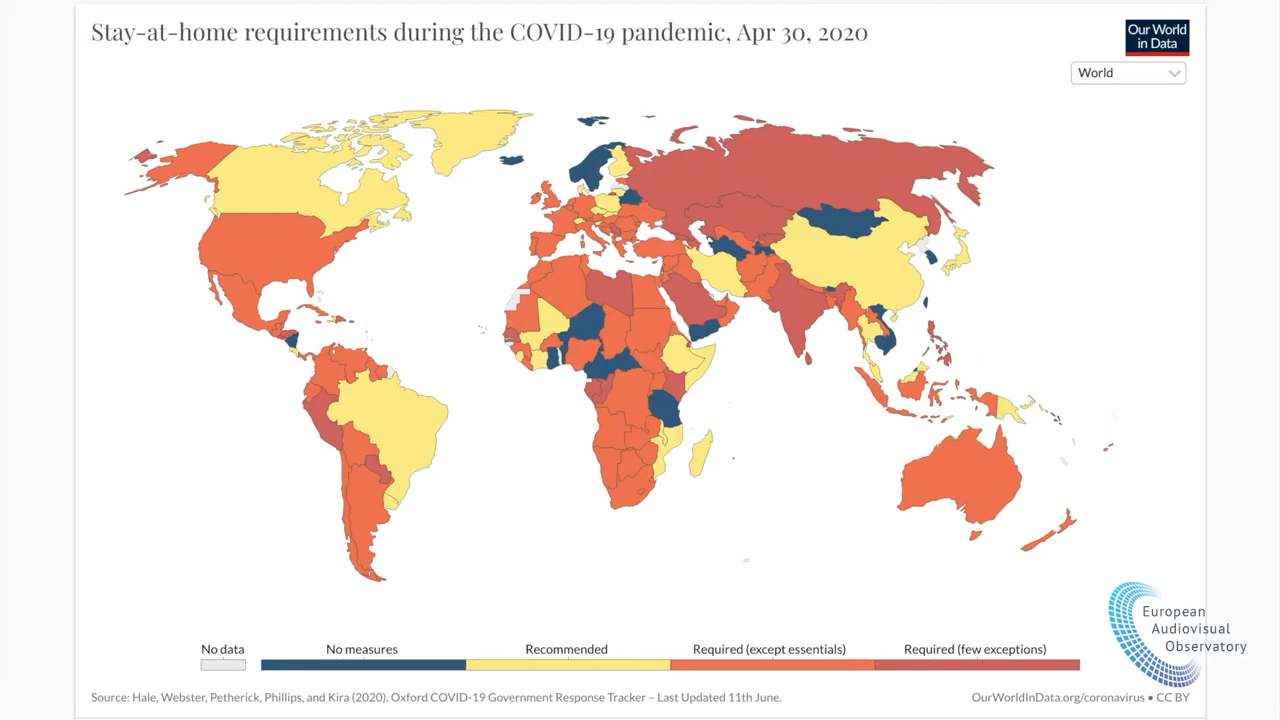 Stay-at-home requirements during the COVID-19 pandemic, Apr 30, 2020
Our World
in Data
World
No data
No measures
Recommended
Required (except essentials)
Required (few exceptions)
European
Audiovisual
Observatory
Source: Hale, Webster, Petherick, Phillips, and Kira (2020). Oxford COVID-19 Government Response Tracker – Last Updated 11th June.
OurWorldInData.org/coronavirus • CC BY